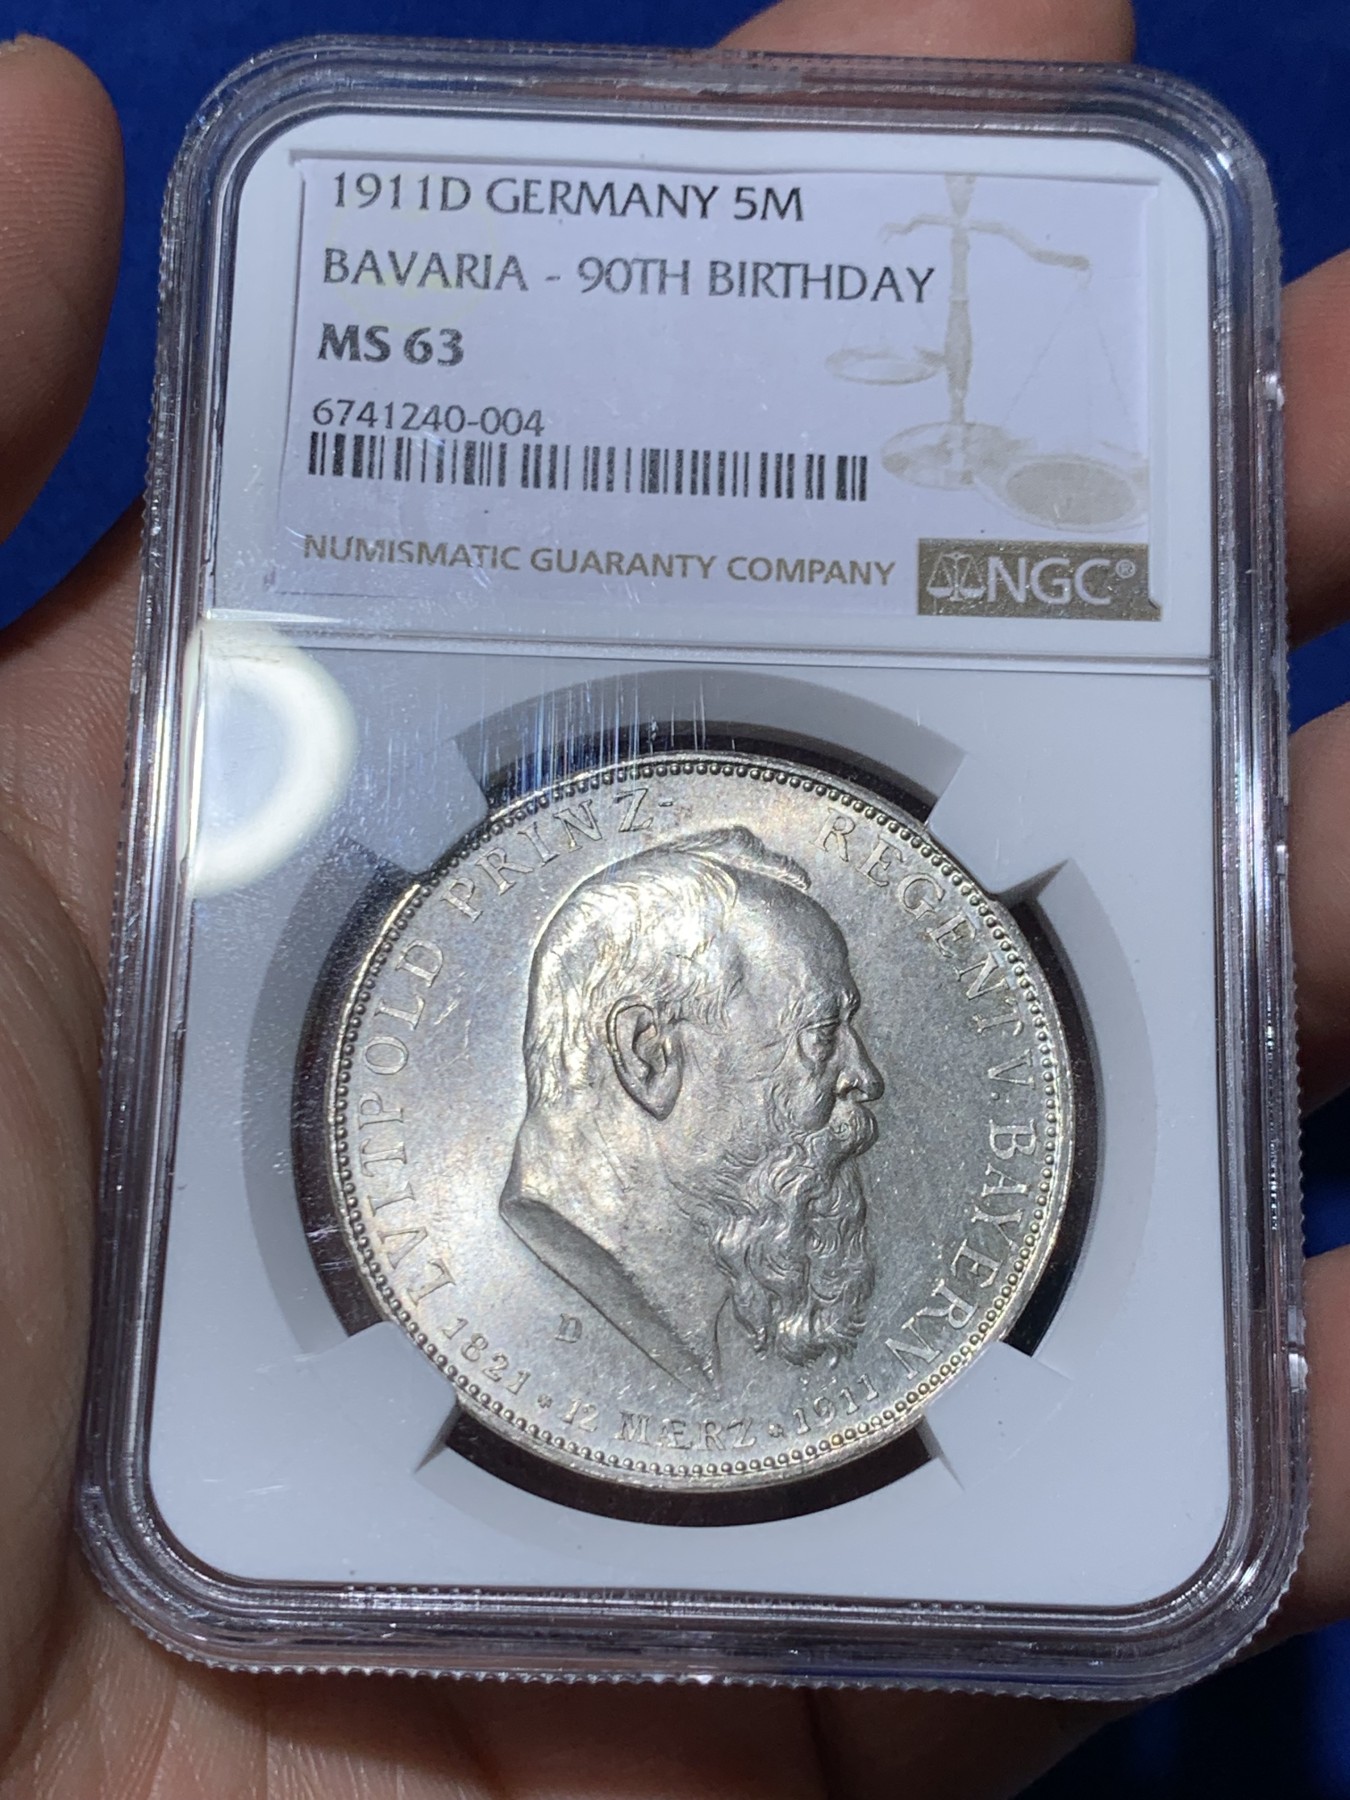 1911D GERMANY 5M
BAVARIA - 90TH BIRTHDAY
MS 63
6741240-004
NUMISMATIC GUARANTY COMPANY
NGC®
LVITPOLD PRINZ- REGENT V. BAYERN
D
1821 * 12 MÆRZ * 1911